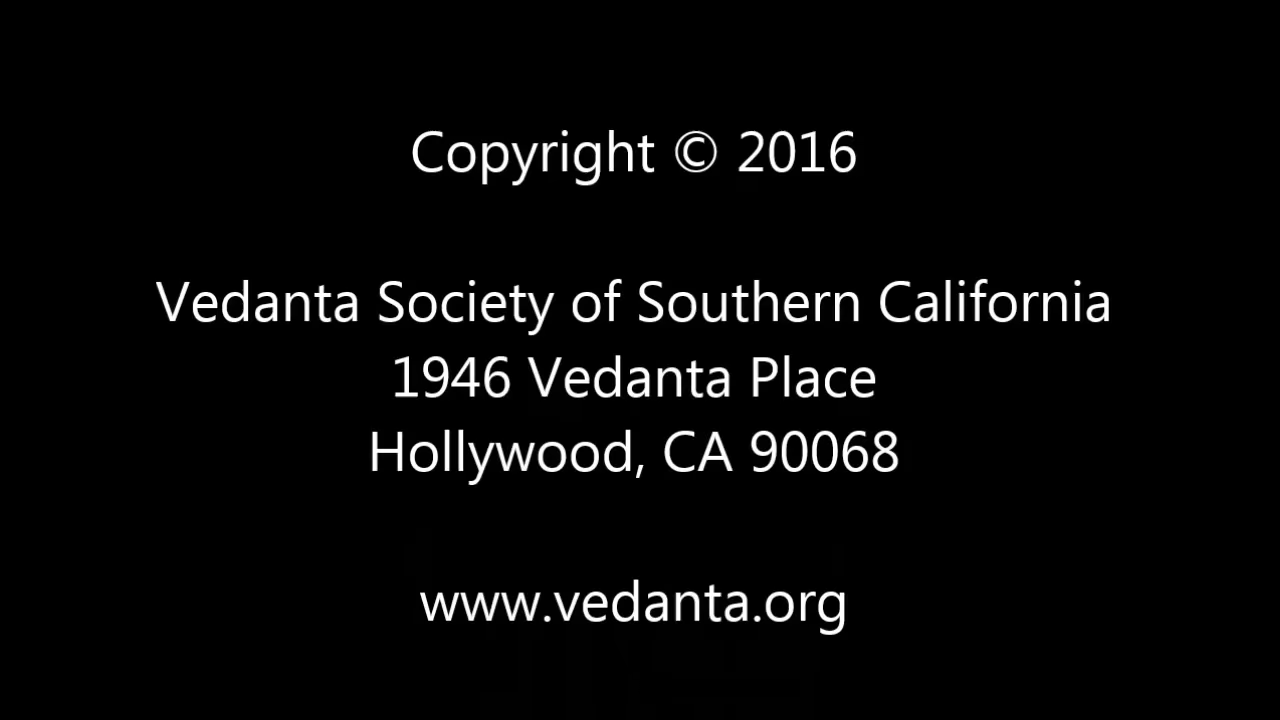 Copyright © 2016
Vedanta Society of Southern California
1946 Vedanta Place
Hollywood, CA 90068
www.vedanta.org